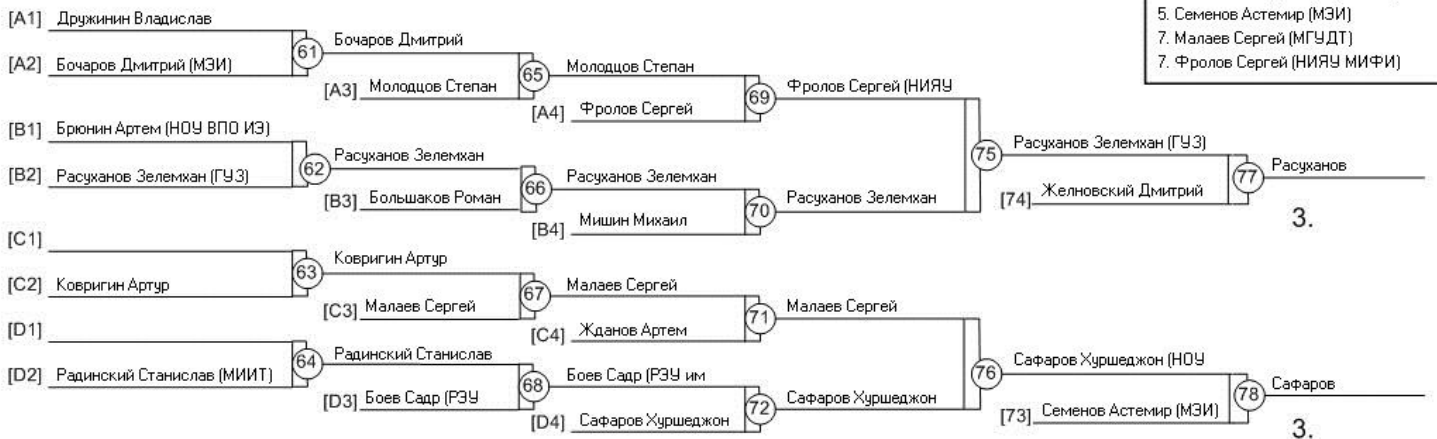 [A1] Дружинин Владислав
[A2] Бочаров Дмитрий (МЭИ)
61
Бочаров Дмитрий
[A3] Молодцов Степан
65
Молодцов Степан
[A4] Фролов Сергей
69
Фролов Сергей (НИЯУ
[B1] Брюнин Артем (НОУ ВПО ИЭ)
[B2] Расуханов Зелемхан (ГУЗ)
62
Расуханов Зелемхан
[B3] Большаков Роман
66
Расуханов Зелемхан
[B4] Мишин Михаил
70
Расуханов Зелемхан
75
Расуханов Зелемхан (ГУЗ)
[74] Желновский Дмитрий
77
Расуханов
3.
[C1]
[C2] Ковригин Артур
63
Ковригин Артур
[C3] Малаев Сергей
67
Малаев Сергей
[C4] Жданов Артем
71
Малаев Сергей
[D1]
[D2] Радинский Станислав (МИИТ)
64
Радинский Станислав
[D3] Боев Садр (РЭУ
68
Боев Садр (РЭУ им
[D4] Сафаров Хуршеджон
72
Сафаров Хуршеджон
76
Сафаров Хуршеджон (НОУ
[73] Семенов Астемир (МЭИ)
78
Сафаров
3.
5. Семенов Астемир (МЭИ)
7. Малаев Сергей (МГУДТ)
7. Фролов Сергей (НИЯУ МИФИ)